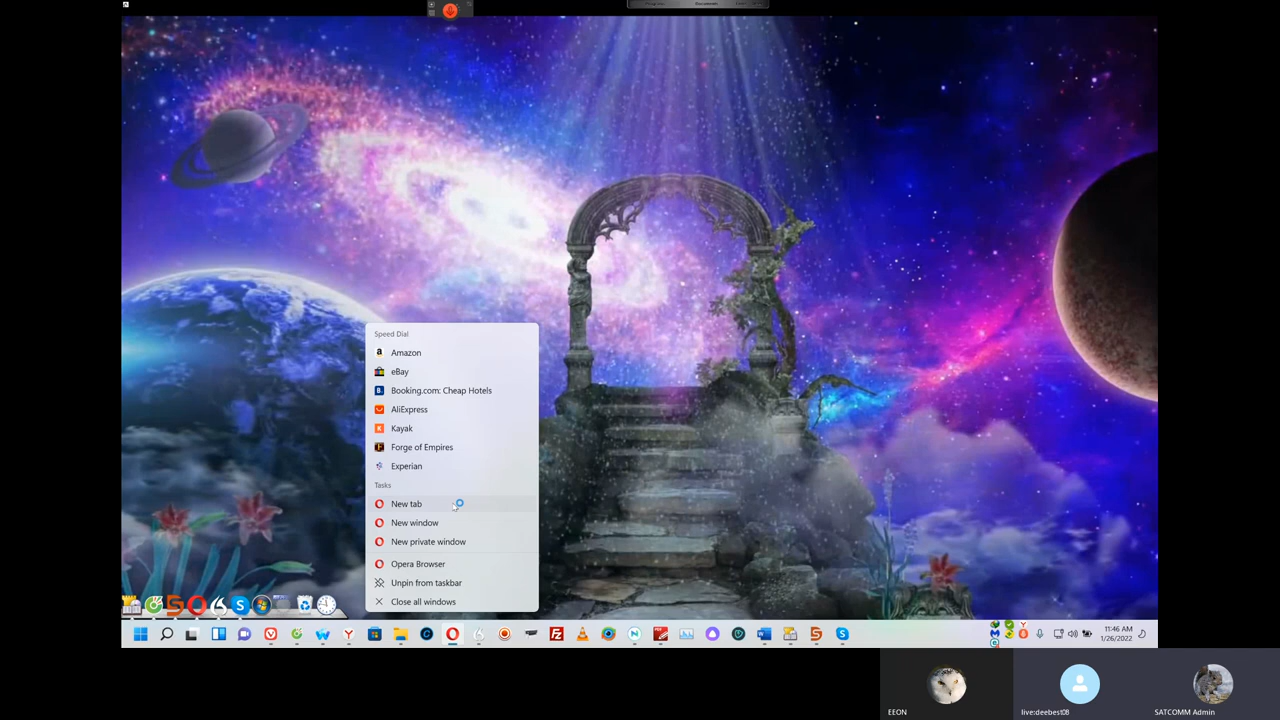 Speed Dial
Amazon
eBay
Booking.com: Cheap Hotels
AliExpress
Kayak
Forge of Empires
Experian
Tasks
New tab
New window
New private window
Opera Browser
Unpin from taskbar
Close all windows
11:46 AM
1/26/2022
EEON
live:deebest08
SATCOMM Admin